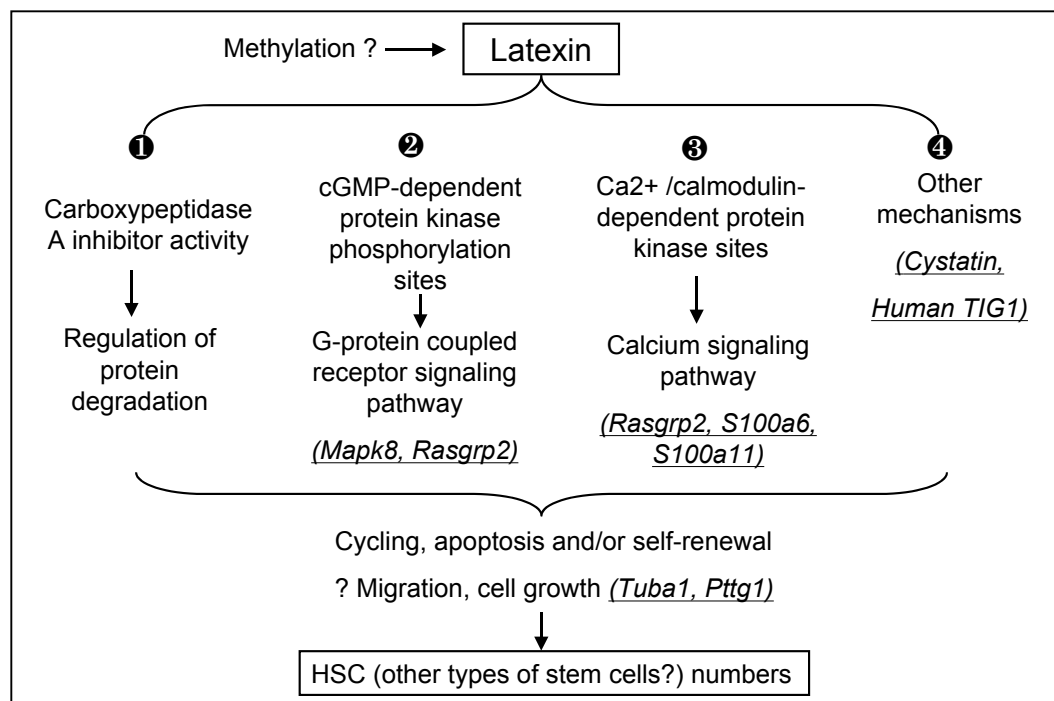 Methylation ?
Latexin
❶
Carboxypeptidase
A inhibitor activity
Regulation of
protein
degradation
❷
cGMP-dependent
protein kinase
phosphorylation
sites
G-protein coupled
receptor signaling
pathway
(Mapk8, Rasgrp2)
❸
Ca2+ /calmodulin-
dependent protein
kinase sites
Calcium signaling
pathway
(Rasgrp2, S100a6,
S100a11)
❹
Other
mechanisms
(Cystatin,
Human TIG1)
Cycling, apoptosis and/or self-renewal
? Migration, cell growth (Tuba1, Pttg1)
HSC (other types of stem cells?) numbers